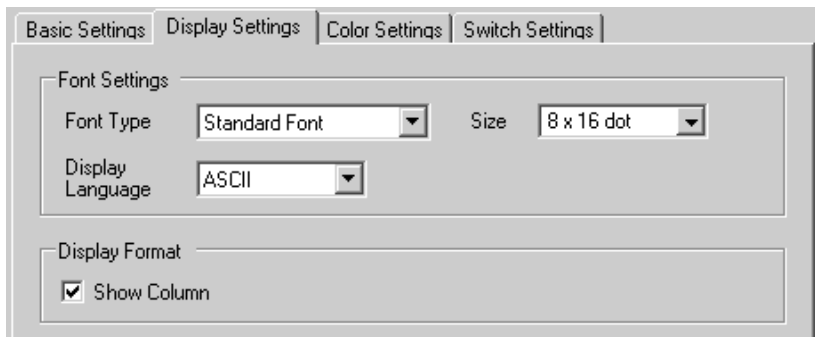 Basic Settings Display Settings Color Settings Switch Settings
Font Settings
Font Type Standard Font Size 8 x 16 dot
Display
Language ASCII
Display Format
Show Column